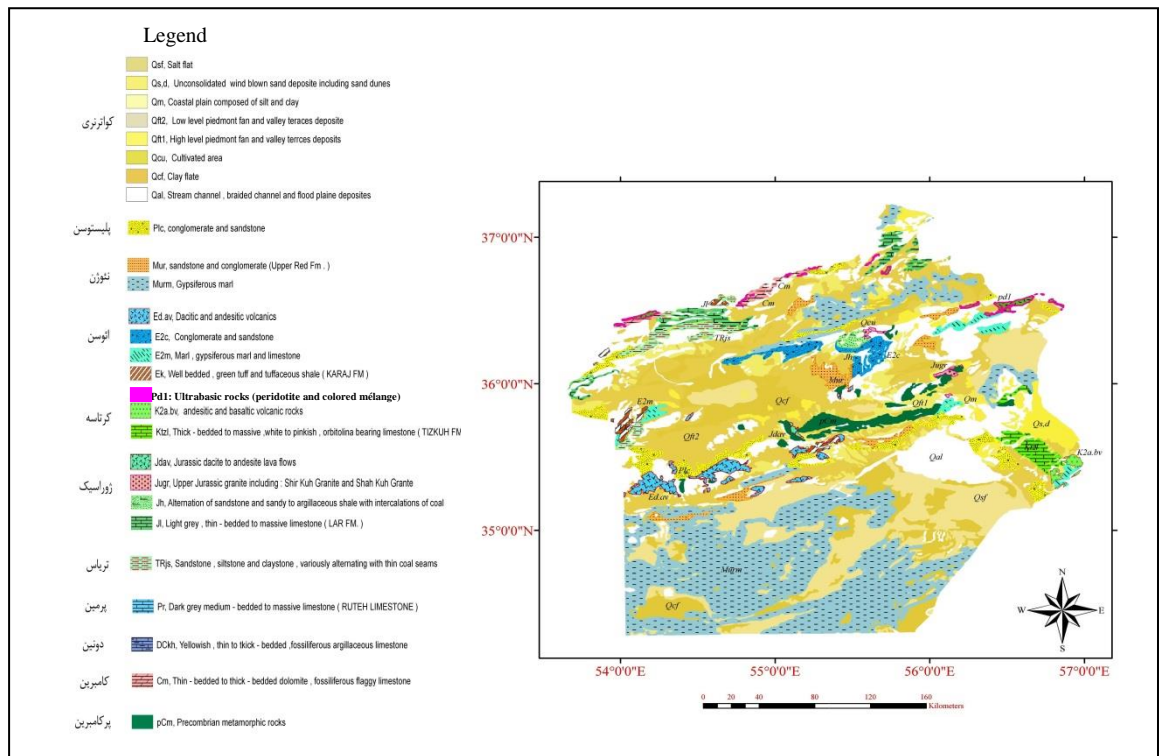 Legend
کواترنری
Qsf, Salt flat
Qs,d, Unconsolidated wind blown sand deposite including sand dunes
Qm, Coastal plain composed of silt and clay
Qft2, Low level piedmont fan and valley teraces deposite
Qft1, High level piedmont fan and valley terrces deposits
Qcu, Cultivated area
Qcf, Clay flate
Qal, Stream channel , braided channel and flood plaine deposites
پلیستوسن
Plc, conglomerate and sandstone
نئوژن
Mur, sandstone and conglomerate (Upper Red Fm . )
Murm, Gypsiferous marl
ائوسن
Ed.av, Dacitic and andesitic volcanics
E2c, Conglomerate and sandstone
E2m, Marl , gypsiferous marl and limestone
Ek, Well bedded , green tuff and tuffaceous shale ( KARAJ FM )
کرتاسه
Pd1: Ultrabasic rocks (peridotite and colored mélange)
K2a.bv, andesitic and basaltic volcanic rocks
Ktzl, Thick - bedded to massive ,white to pinkish , orbitolina bearing limestone ( TIZKUH FM
ژوراسیک
Jdav, Jurassic dacite to andesite lava flows
Jugr, Upper Jurassic granite including : Shir Kuh Granite and Shah Kuh Granite
Jh, Alternation of sandstone and sandy to argillaceous shale with intercalations of coal
Jl, Light grey , thin - bedded to massive limestone ( LAR FM. )
تریاس
TRjs, Sandstone , siltstone and claystone , variously alternating with thin coal seams
پرمین
Pr, Dark grey medium - bedded to massive limestone ( RUTEH LIMESTONE )
دونین
DCkh, Yellowish , thin to tkick - bedded ,fossiliferous argillaceous limestone
کامبرین
Cm, Thin - bedded to thick - bedded dolomite , fossiliferous flaggy limestone
پرکامبرین
pCm, Precombrian metamorphic rocks
37°0'0"N
36°0'0"N
35°0'0"N
54°0'0"E
55°0'0"E
56°0'0"E
57°0'0"E
Cm
Cm
Jl
pd1
Qcu
TRjs
Jh
E2c
Mur
Jugr
E2m
Qcf
Qft1
Qm
pCm
Qs,d
Qft2
Jdav
Ktzl
K2a.bv
Qal
Plc
Ed.av
Qsf
Murm
Qcf
N
W
E
S
0 10 20 40 80 120 160
Kilometers